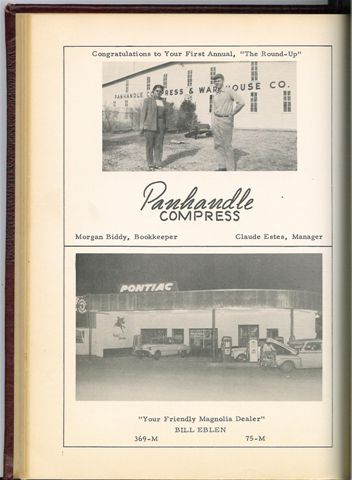 Congratulations to Your First Annual, "The Round-Up"
PANHANDLE COMPRESS & WAREHOUSE CO.
Panhandle
COMPRESS
Morgan Biddy, Bookkeeper Claude Estes, Manager
PONTIAC
"Your Friendly Magnolia Dealer"
BILL EBLEN
369-M 75-M